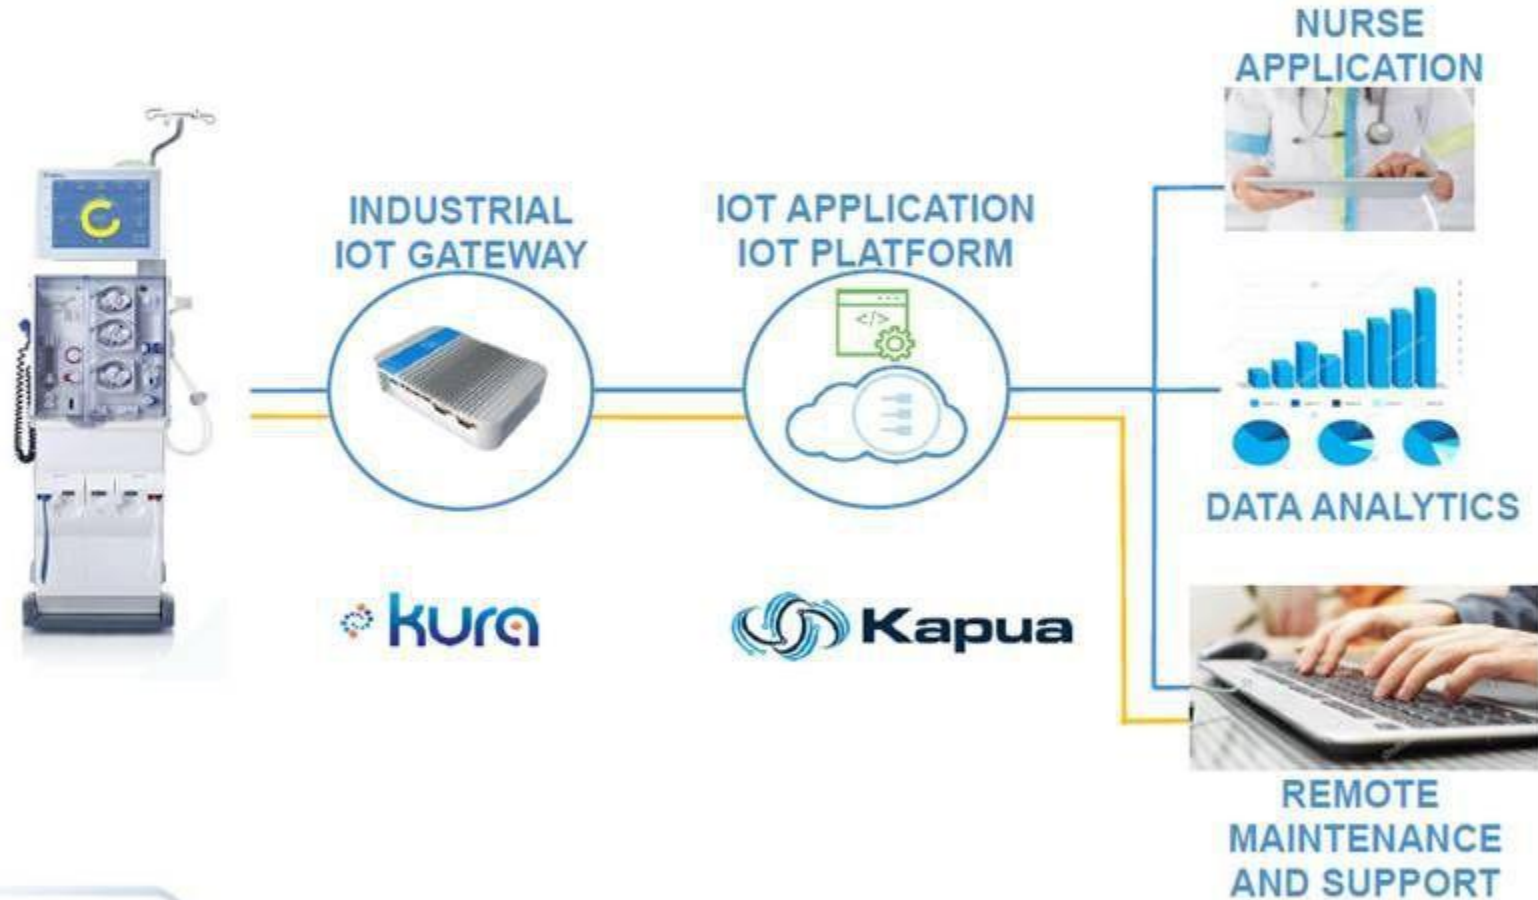 NURSE
APPLICATION
INDUSTRIAL
IOT GATEWAY
IOT APPLICATION
IOT PLATFORM
</>
DATA ANALYTICS
kura
Kapua
REMOTE
MAINTENANCE
AND SUPPORT